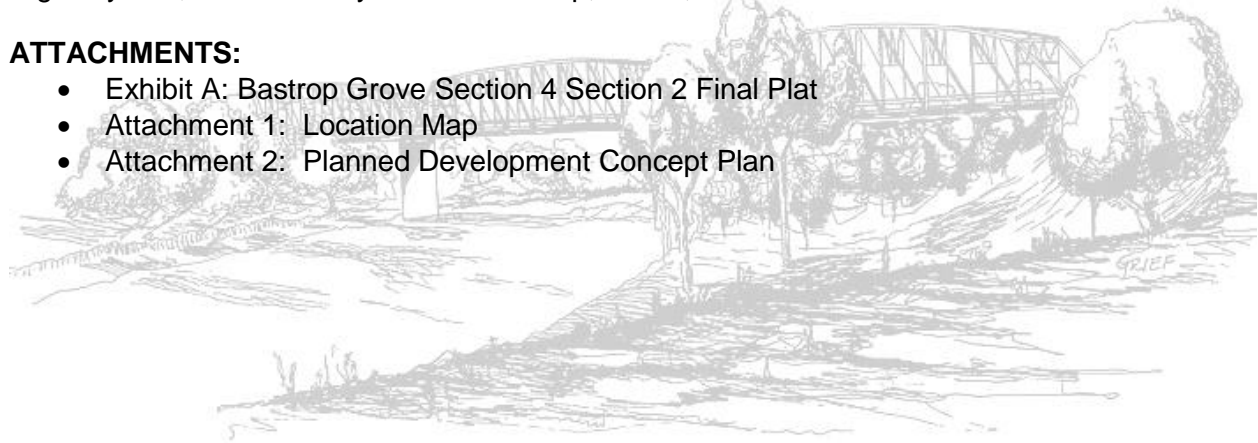 ATTACHMENTS:
• Exhibit A: Bastrop Grove Section 4 Section 2 Final Plat
• Attachment 1: Location Map
• Attachment 2: Planned Development Concept Plan
GRIEF